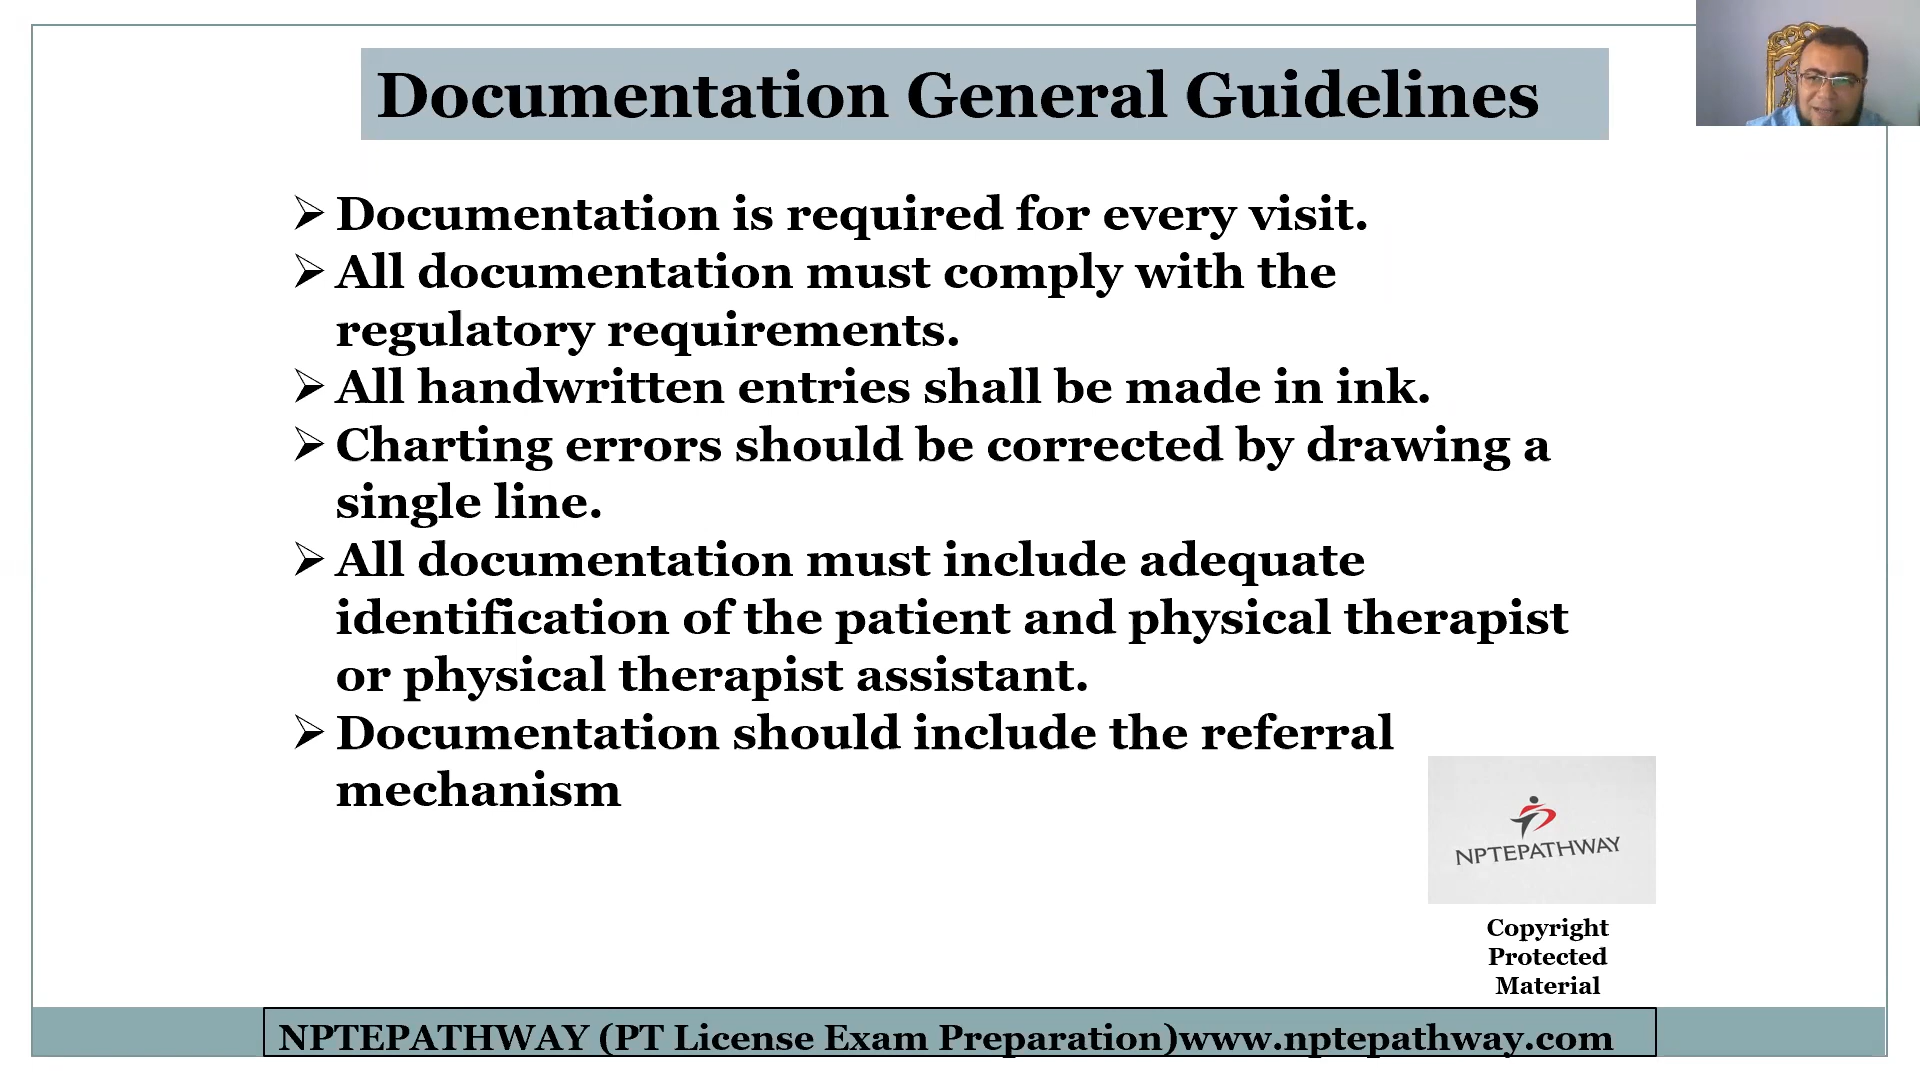 Documentation General Guidelines
➢ Documentation is required for every visit.
➢ All documentation must comply with the
regulatory requirements.
➢ All handwritten entries shall be made in ink.
➢ Charting errors should be corrected by drawing a
single line.
➢ All documentation must include adequate
identification of the patient and physical therapist
or physical therapist assistant.
➢ Documentation should include the referral
mechanism
NPTEPATHWAY
Copyright
Protected
Material
NPTEPATHWAY (PT License Exam Preparation)www.nptepathway.com